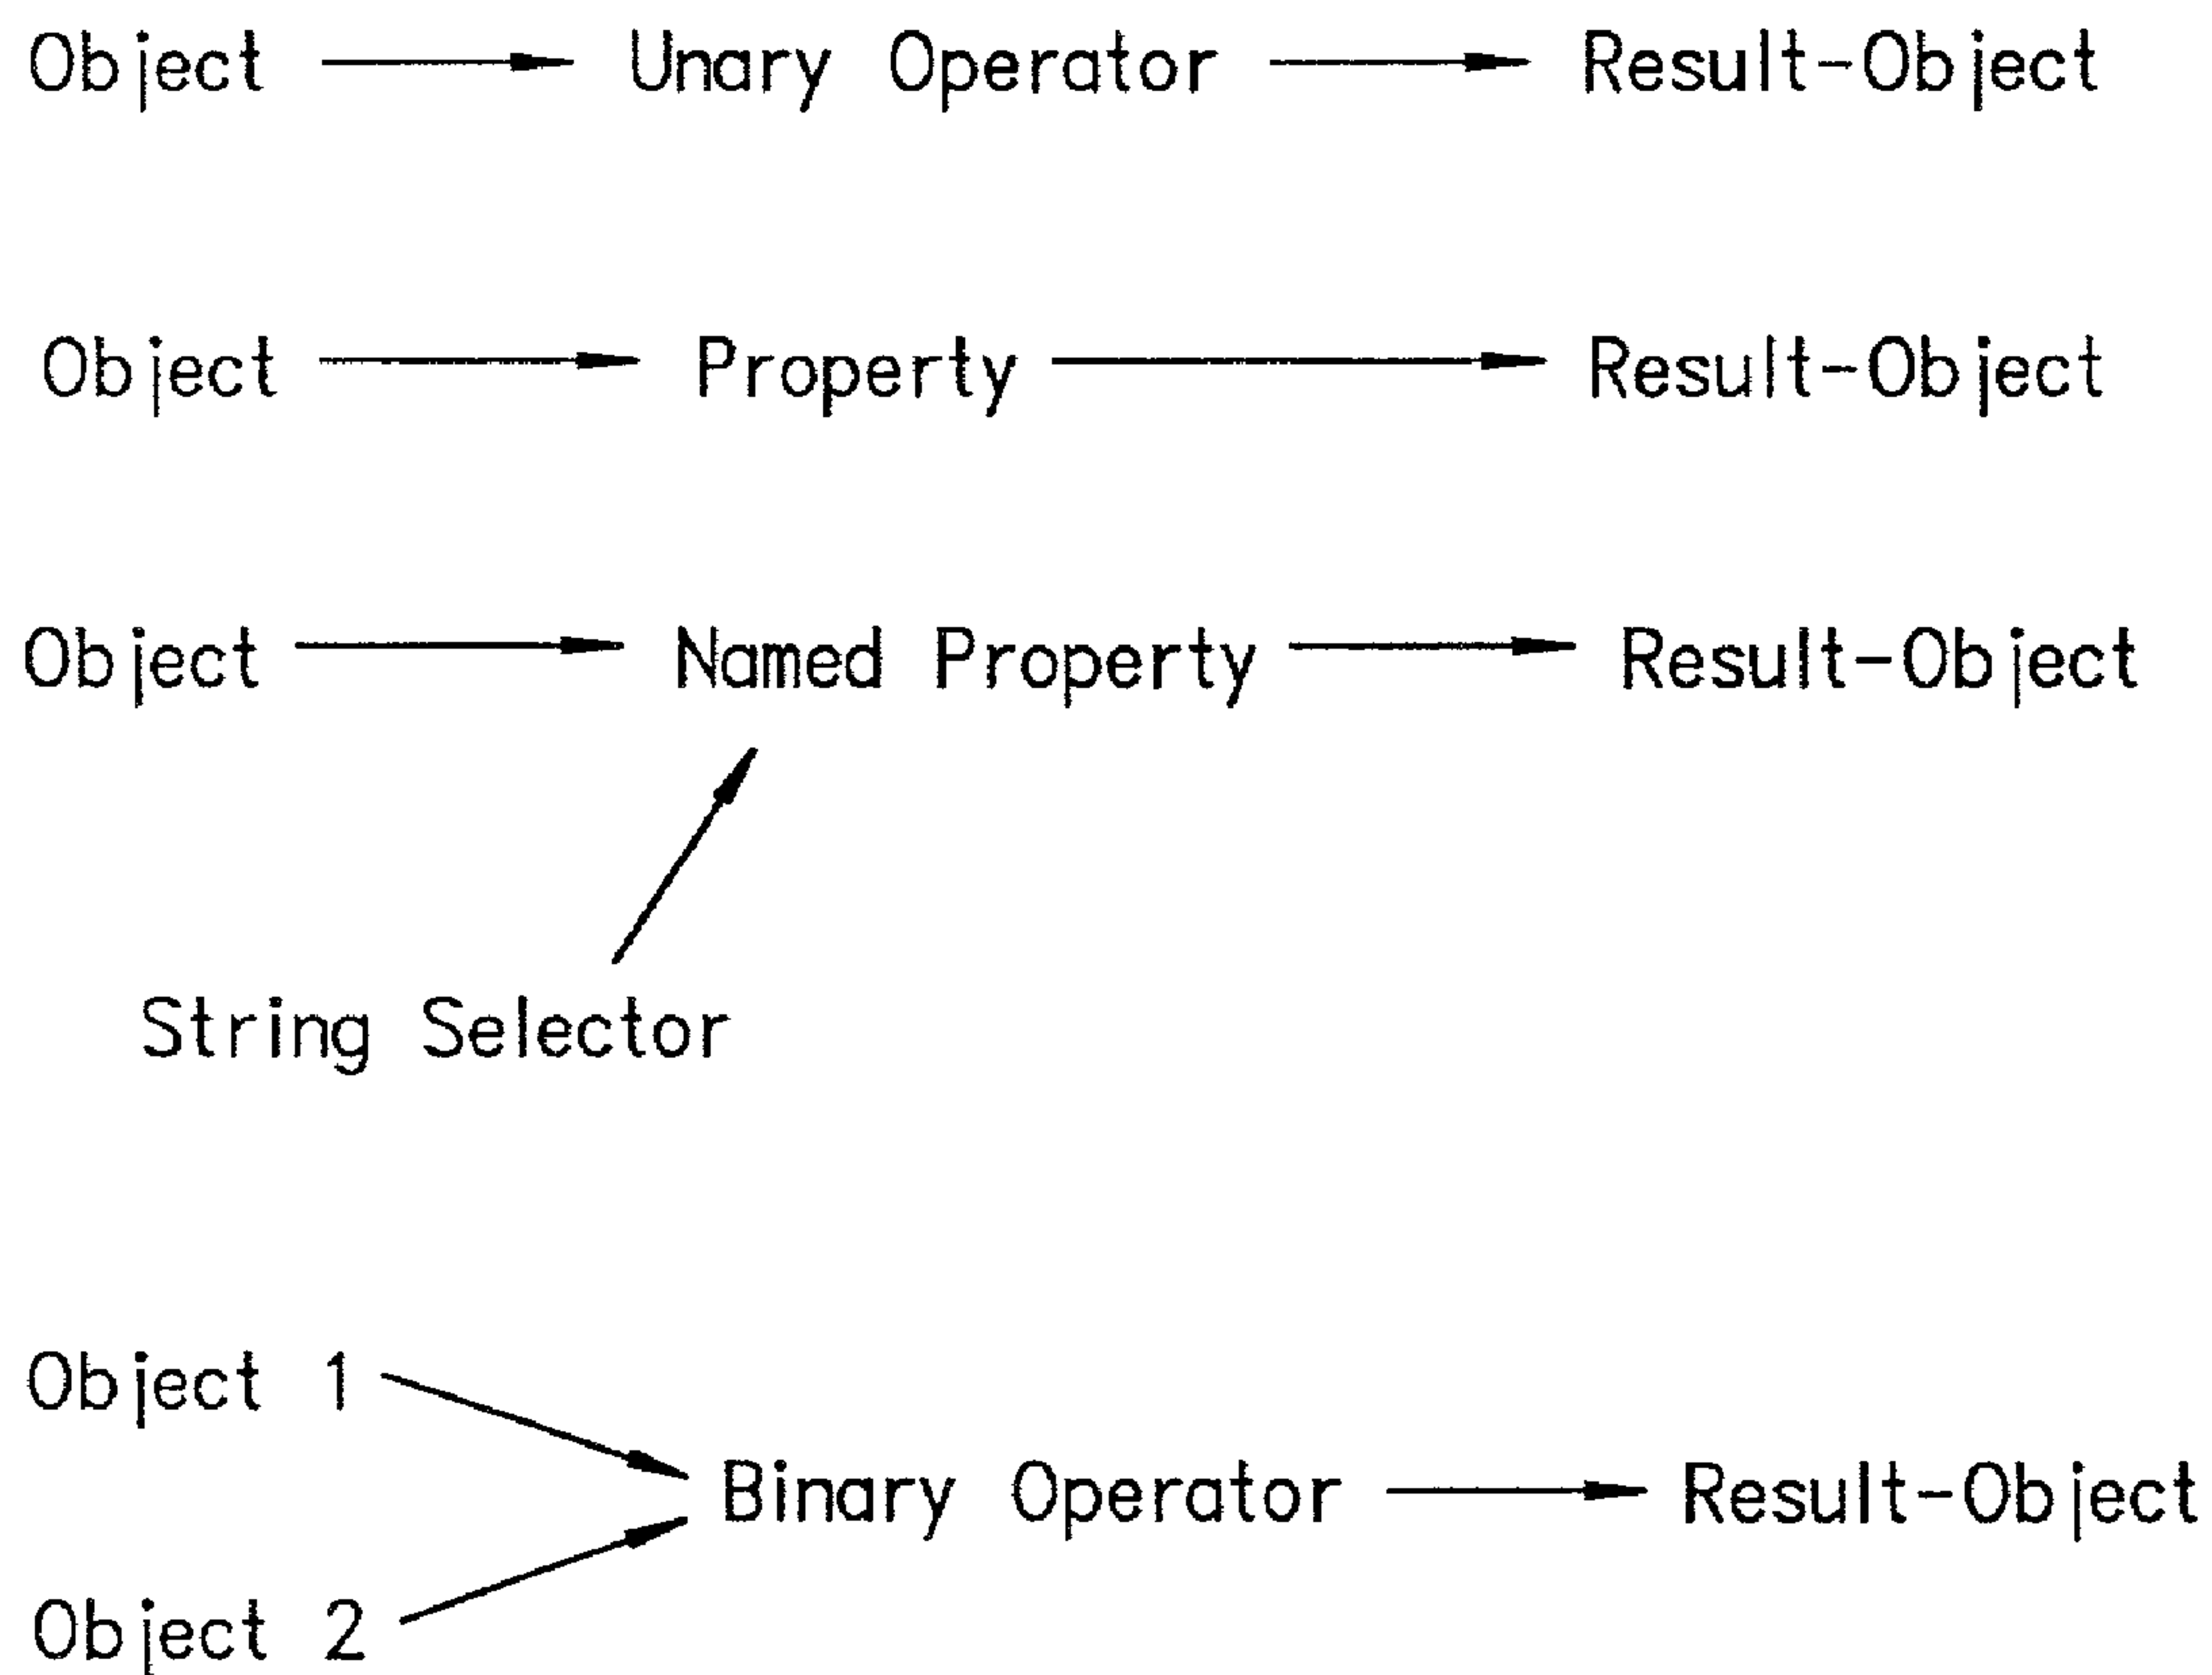 Object Unary Operator Result-Object
Object Property Result-Object
Object Named Property Result-Object
String Selector
Object 1
Binary Operator Result-Object
Object 2